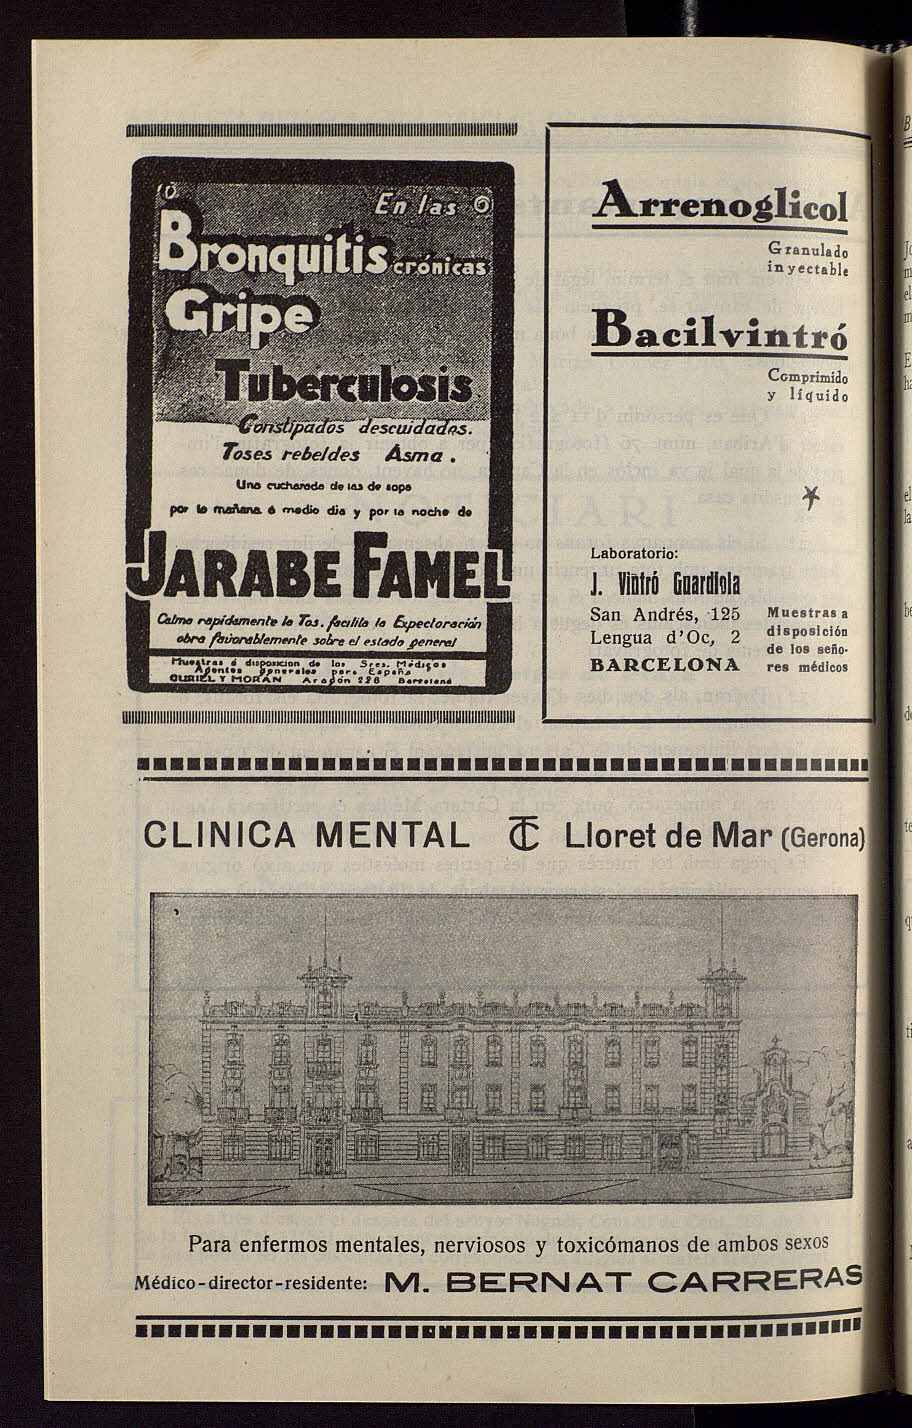 En las
Bronquitis crónicas
Gripe
Tuberculosis
Constipados descuidados.
Toses rebeldes Asma.
Una cucharada de las de sopa
por la mañana á medio dia y por la noche de
JARABE FAMEL
Calma rapidamente la Tos. facilita la Expectoración
obra favorablemente sobre el estado general
Muestras á disposicion de los Sres. Médicos
Agentes generales para España
CURIEL Y MORAN Aragón 228 Barcelona
Arrenoglicol
Granulado
inyectable
Bacilvintró
Comprimido
y líquido
Laboratorio:
J. Vintró Guardiola
San Andrés, 125
Lengua d'Oc, 2
BARCELONA
Muestras a
disposición
de los seño-
res médicos
CLINICA MENTAL TC Lloret de Mar (Gerona)
Para enfermos mentales, nerviosos y toxicómanos de ambos sexos
Médico-director-residente: M. BERNAT CARRERAS